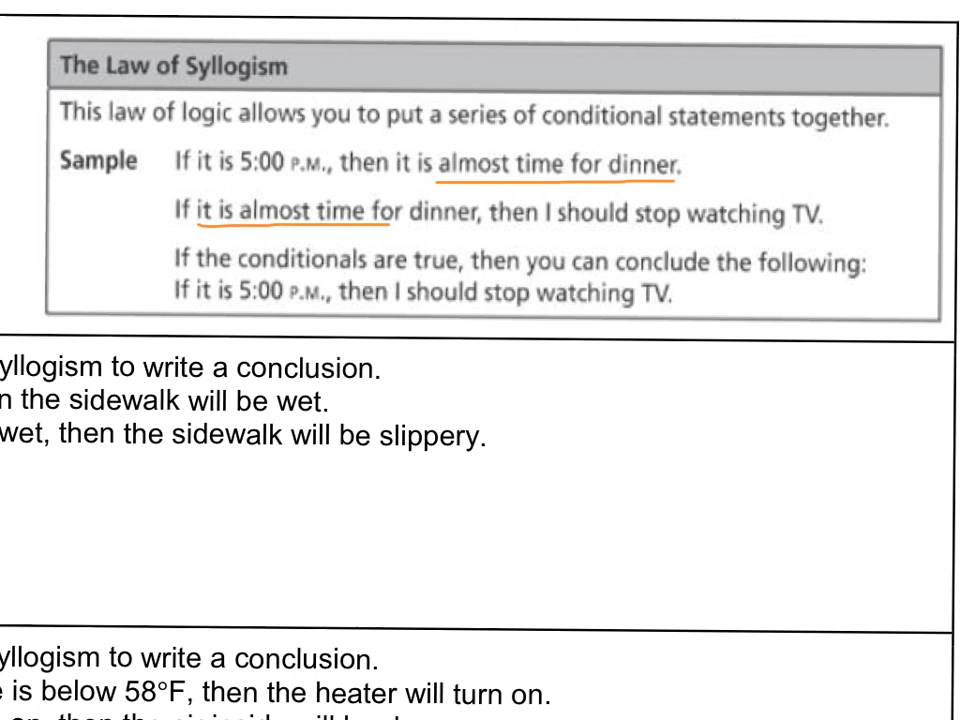 The Law of Syllogism
This law of logic allows you to put a series of conditional statements together.
Sample If it is 5:00 P.M., then it is almost time for dinner.
If it is almost time for dinner, then I should stop watching TV.
If the conditionals are true, then you can conclude the following:
If it is 5:00 P.M., then I should stop watching TV.
yllogism to write a conclusion.
n the sidewalk will be wet.
wet, then the sidewalk will be slippery.
yllogism to write a conclusion.
e is below 58°F, then the heater will turn on.